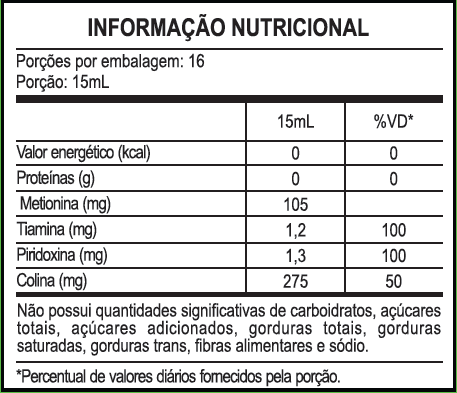 INFORMAÇÃO NUTRICIONAL
Porções por embalagem: 16
Porção: 15mL
15mL %VD*
Valor energético (kcal) 0 0
Proteínas (g) 0 0
Metionina (mg) 105
Tiamina (mg) 1,2 100
Piridoxina (mg) 1,3 100
Colina (mg) 275 50
Não possui quantidades significativas de carboidratos, açúcares
totais, açúcares adicionados, gorduras totais, gorduras
saturadas, gorduras trans, fibras alimentares e sódio.
*Percentual de valores diários fornecidos pela porção.